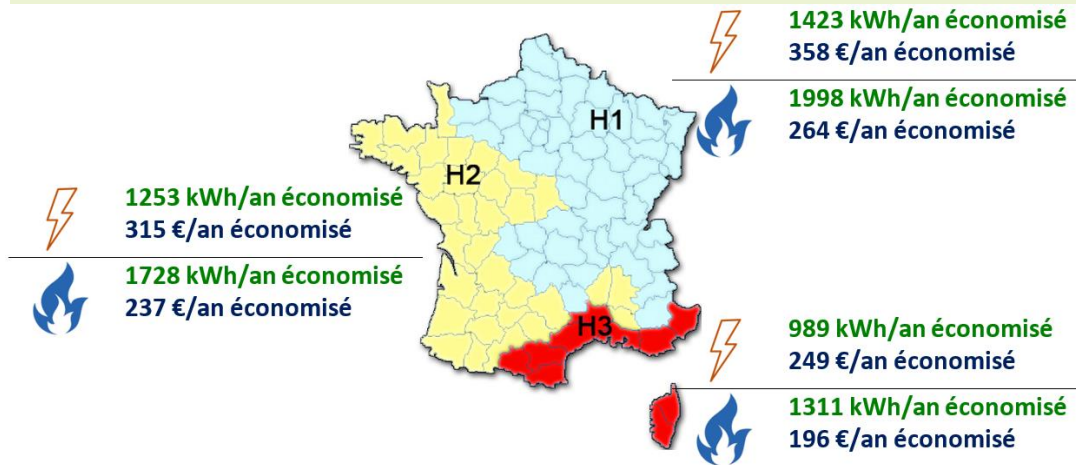 1423 kWh/an économisé
358 €/an économisé
1998 kWh/an économisé
264 €/an économisé
H1
H2
1253 kWh/an économisé
315 €/an économisé
1728 kWh/an économisé
237 €/an économisé
H3
989 kWh/an économisé
249 €/an économisé
1311 kWh/an économisé
196 €/an économisé